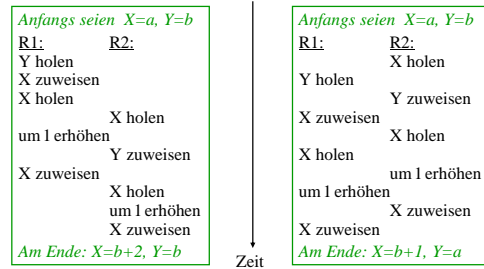 Anfangs seien X=a, Y=b
R1: R2:
Y holen
X zuweisen
X holen
X holen
um 1 erhöhen
Y zuweisen
X zuweisen
X holen
um 1 erhöhen
X zuweisen
Am Ende: X=b+2, Y=b
Zeit
Anfangs seien X=a, Y=b
R1: R2:
X holen
Y holen
Y zuweisen
X zuweisen
X holen
X holen
um 1 erhöhen
um 1 erhöhen
X zuweisen
X zuweisen
Am Ende: X=b+1, Y=a